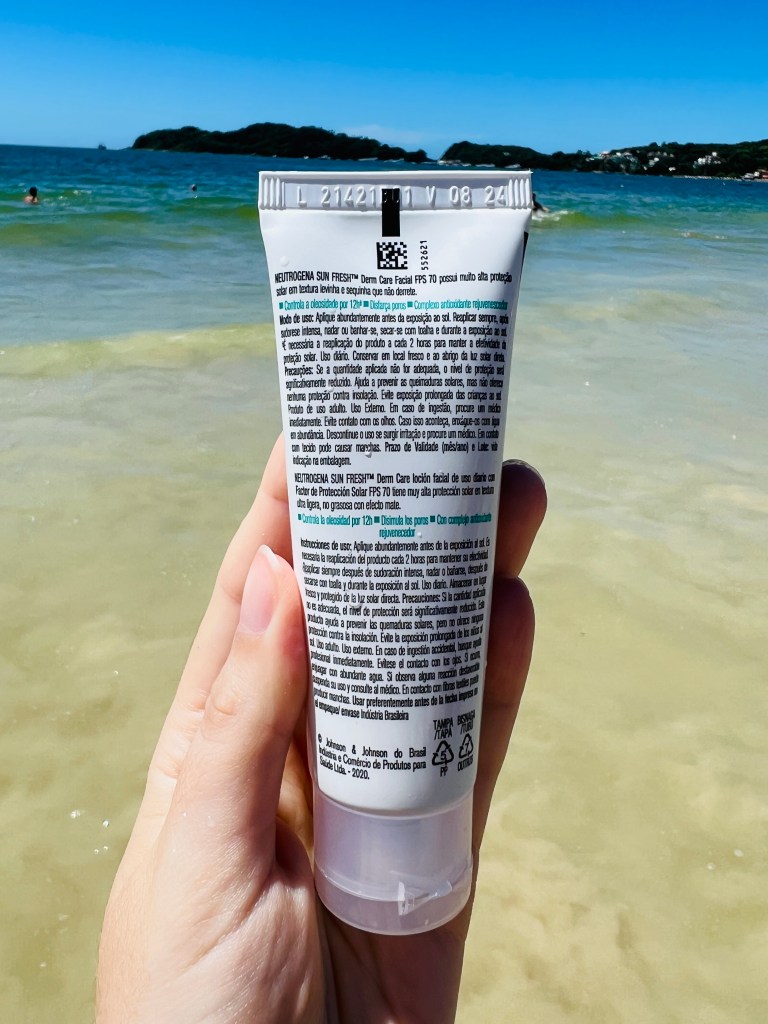 L 21421 01 V 08 24
552621
NEUTROGENA SUN FRESH™ Derm Care Facial FPS 70 possui muito alta proteção
solar em textura levinha e sequinha que não derrete.
▪ Controla a oleosidade por 12h* ▪ Disfarça poros ▪ Complexo antioxidante rejuvenescedor
Modo de uso: Aplique abundantemente antes da exposição ao sol. Reaplicar sempre, após
sudorese intensa, nadar ou banhar-se, secar-se com toalha e durante a exposição ao sol.
É necessária a reaplicação do produto a cada 2 horas para manter a efetividade da
proteção solar. Uso diário. Conservar em local fresco e ao abrigo da luz solar direta.
Precauções: Se a quantidade aplicada não for adequada, o nível de proteção será
significativamente reduzido. Ajuda a prevenir as queimaduras solares, mas não oferece
nenhuma proteção contra insolação. Evite exposição prolongada das crianças ao sol.
Produto de uso adulto. Uso Externo. Em caso de ingestão, procure um médico
imediatamente. Evite contato com os olhos. Caso isso aconteça, enxágue-os com água
em abundância. Descontinue o uso se surgir irritação e procure um médico. Em contato
com tecido pode causar manchas. Prazo de Validade (mês/ano) e Lote: vide
indicação na embalagem.
NEUTROGENA SUN FRESH™ Derm Care loción facial de uso diario con
Factor de Protección Solar FPS 70 tiene muy alta protección solar en textura
ultra ligera, no grasosa con efecto mate.
▪ Controla la oleosidad por 12h ▪ Disimula los poros ▪ Con complejo antioxidante
rejuvenecedor
Instrucciones de uso: Aplique abundantemente antes de la exposición al sol. Es
necesaria la reaplicación del producto cada 2 horas para mantener su efectividad.
Reaplicar siempre después de sudoración intensa, nadar o bañarse, después de
secarse con toalla y durante la exposición al sol. Uso diario. Almacenar en lugar
fresco y protegido de la luz solar directa. Precauciones: Si la cantidad aplicada
no es adecuada, el nivel de protección será significativamente reducido. Este
producto ayuda a prevenir las quemaduras solares, pero no ofrece ninguna
protección contra la insolación. Evite la exposición prolongada de los niños al
sol. Uso adulto. Uso externo. En caso de ingestión accidental, busque ayuda
profesional inmediatamente. Evítese el contacto con los ojos. Si ocurre,
enjuagar con abundante agua. Si observa alguna reacción desfavorable
suspenda su uso y consulte al médico. En contacto con fibras textiles puede
producir manchas. Usar preferentemente antes de la fecha impresa en
el empaque/ envase Indústria Brasileira
© Johnson & Johnson do Brasil
Indústria e Comércio de Produtos para
Saúde Ltda. - 2020.
TAMPA
/TAPA
5
PP
BISNAGA
/TUBO
7
OUTROS